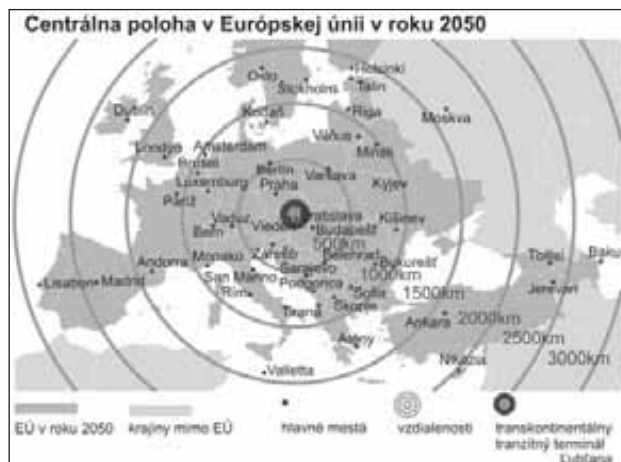 Centrálna poloha v Európskej únii v roku 2050
Helsinki
Oslo
Talin
Štokholm
Dublin
Kodaň
Riga
Moskva
Vilnius
Londýn
Amsterdam
Minsk
Brusel
Berlín
Varšava
Luxemburg
Praha
Kyjev
Paríž
Vaduz
Viedeň
Bratislava
Kišinev
Bern
Budapešť
500km
Záhreb
Belehrad
Andorra
Monako
Sarajevo
Bukurešť
1000km
Tbilisi
Baku
Lisabon
Madrid
San Maríno
Podgorica
Sofia
1500km
Jerevan
Rím
Skopje
Tirana
Ankara
2000km
Atény
2500km
Valletta
Nikózia
3000km
EÚ v roku 2050
krajiny mimo EÚ
hlavné mestá
vzdialenosti
transkontinentálny
tranzitný terminál
Ľubľana